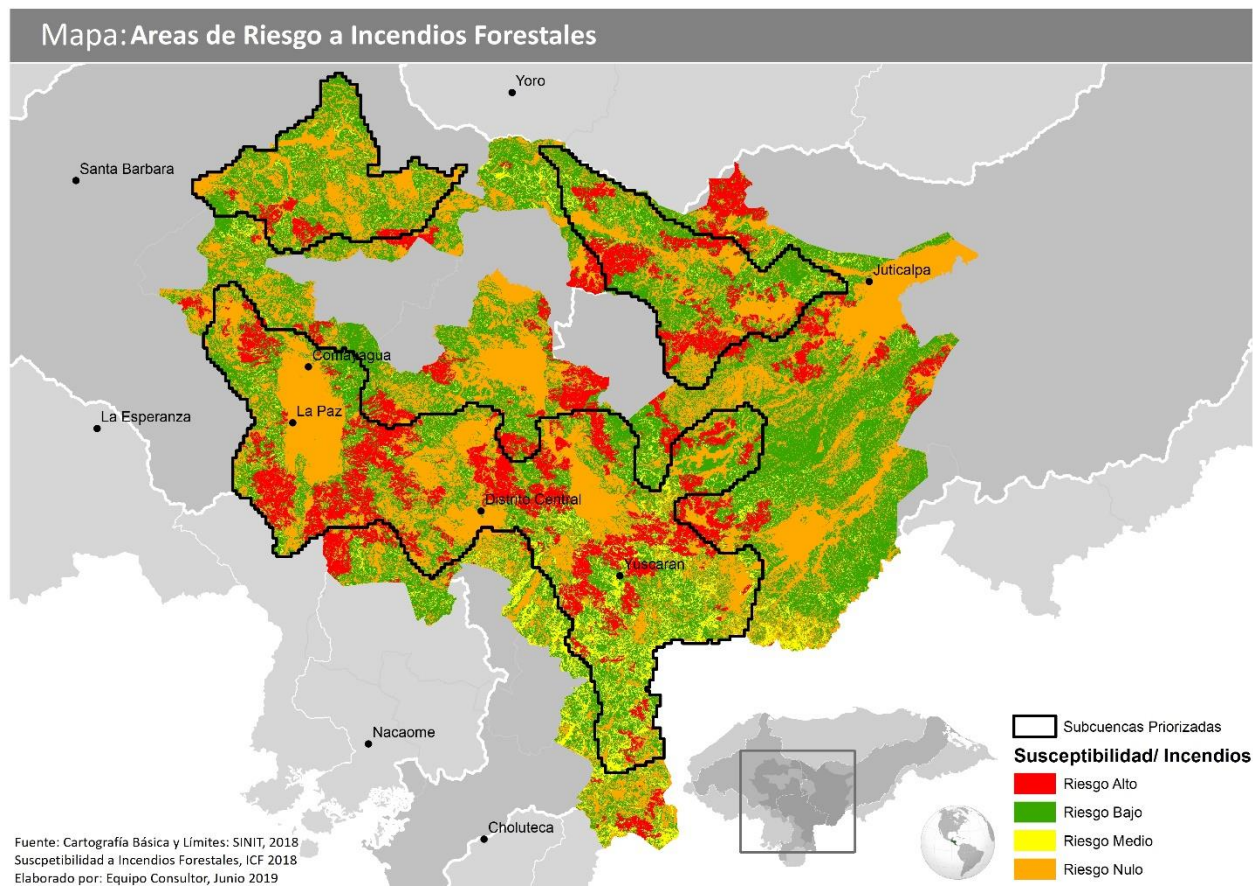 Mapa: Areas de Riesgo a Incendios Forestales
Yoro
Santa Barbara
Juticalpa
Comayagua
La Paz
La Esperanza
Distrito Central
Yuscaran
Nacaome
Choluteca
Subcuencas Priorizadas
Susceptibilidad/ Incendios
Riesgo Alto
Riesgo Bajo
Riesgo Medio
Riesgo Nulo
Fuente: Cartografía Básica y Límites: SINIT, 2018
Suscpetibilidad a Incendios Forestales, ICF 2018
Elaborado por: Equipo Consultor, Junio 2019